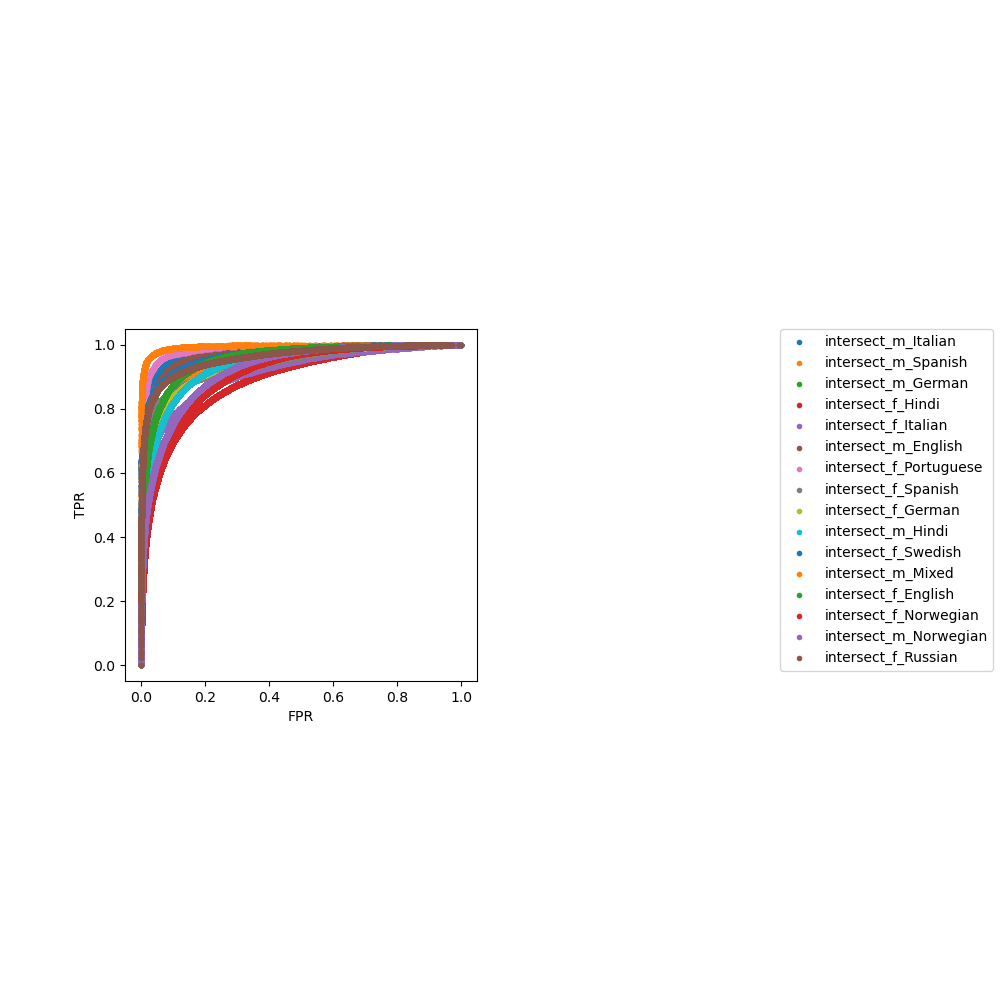 1.0
0.8
0.6
0.4
0.2
0.0
TPR
0.0 0.2 0.4 0.6 0.8 1.0
FPR
intersect_m_Italian
intersect_m_Spanish
intersect_m_German
intersect_f_Hindi
intersect_f_Italian
intersect_m_English
intersect_f_Portuguese
intersect_f_Spanish
intersect_f_German
intersect_m_Hindi
intersect_f_Swedish
intersect_m_Mixed
intersect_f_English
intersect_f_Norwegian
intersect_m_Norwegian
intersect_f_Russian